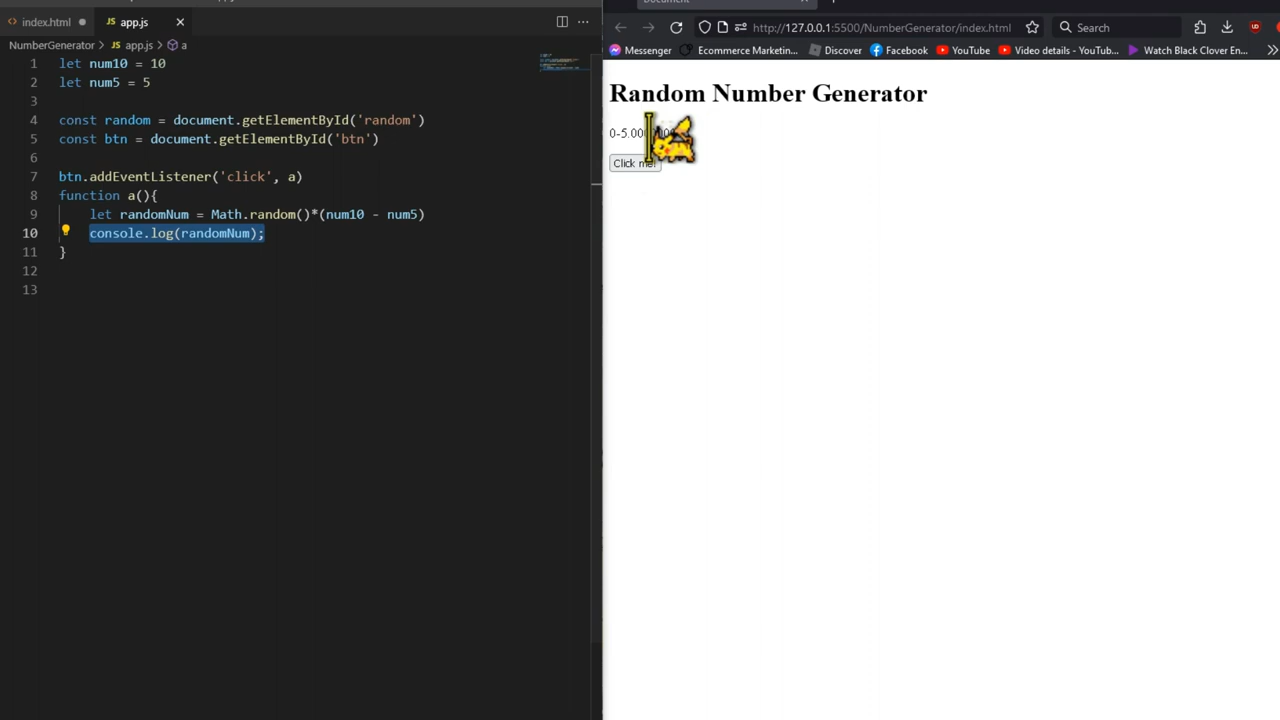 index.html
JS app.js
NumberGenerator > JS app.js > a
1 let num10 = 10
2 let num5 = 5
3
4 const random = document.getElementById('random')
5 const btn = document.getElementById('btn')
6
7 btn.addEventListener('click', a)
8 function a(){
9 let randomNum = Math.random()*(num10 - num5)
10 console.log(randomNum);
11 }
12
13
Document
http://127.0.0.1:5500/NumberGenerator/index.html Search
Messenger Ecommerce Marketin... Discover Facebook YouTube Video details - YouTub... Watch Black Clover En...
Random Number Generator
Click me!